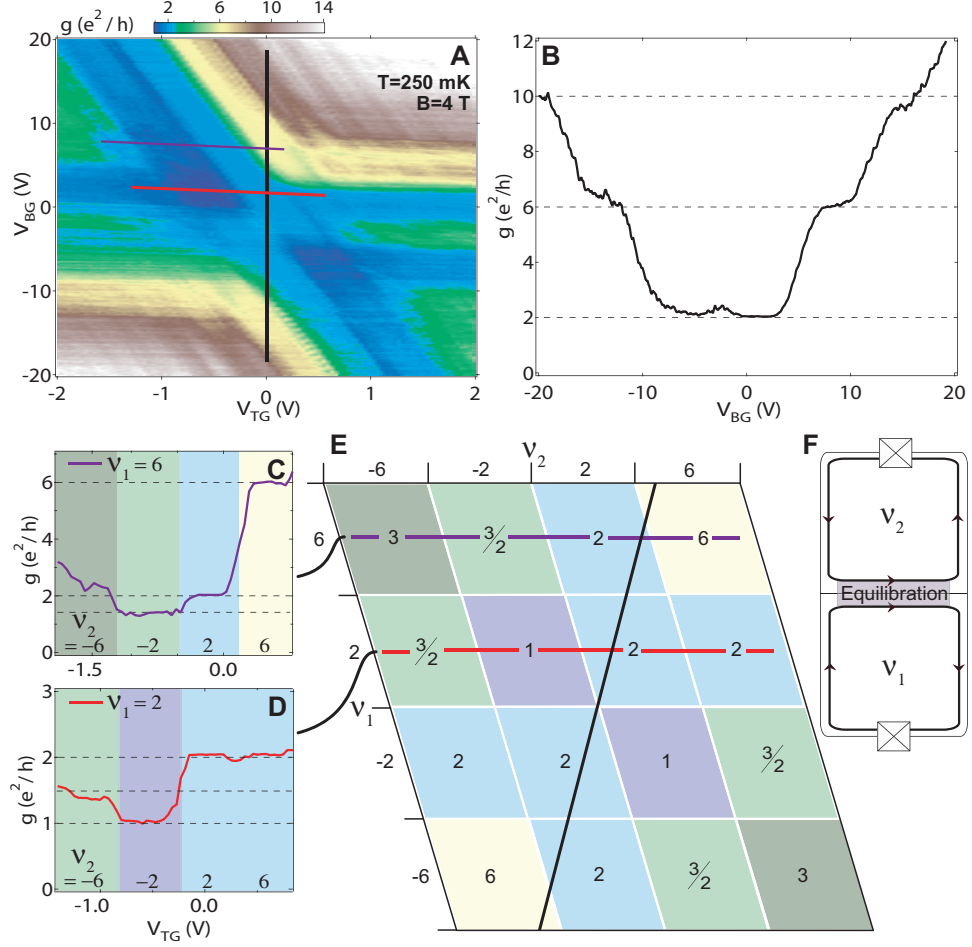 g (e²/h) 2 6 10 14
A
T=250 mK
B=4 T
20
10
0
-10
-20
V_BG (V)
-2 -1 0 1 2
V_TG (V)
B
12
10
8
6
4
2
0
g (e²/h)
-20 -10 0 10 20
V_BG (V)
C
ν₁ = 6
6
4
2
0
g (e²/h)
ν₂
=-6 -2 2 6
-1.5 0.0
D
ν₁ = 2
3
2
1
0
g (e²/h)
ν₂
=-6 -2 2 6
-1.0 0.0
V_TG (V)
E
ν₂
-6 -2 2 6
6 3 3/2 2 6
2 3/2 1 2 2
ν₁
-2 2 2 1 3/2
-6 6 2 3/2 3
F
ν₂
Equilibration
ν₁